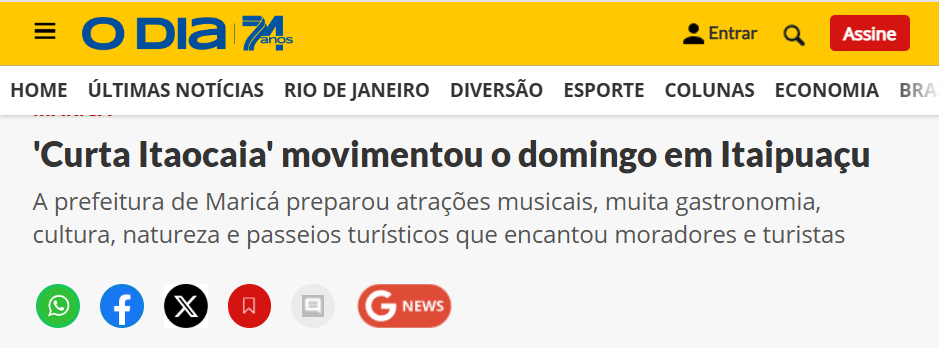 O DIA 74 anos
Entrar
Assine
HOME ÚLTIMAS NOTÍCIAS RIO DE JANEIRO DIVERSÃO ESPORTE COLUNAS ECONOMIA BRA
'Curta Itaocaia' movimentou o domingo em Itaipuaçu
A prefeitura de Maricá preparou atrações musicais, muita gastronomia,
cultura, natureza e passeios turísticos que encantou moradores e turistas
G NEWS